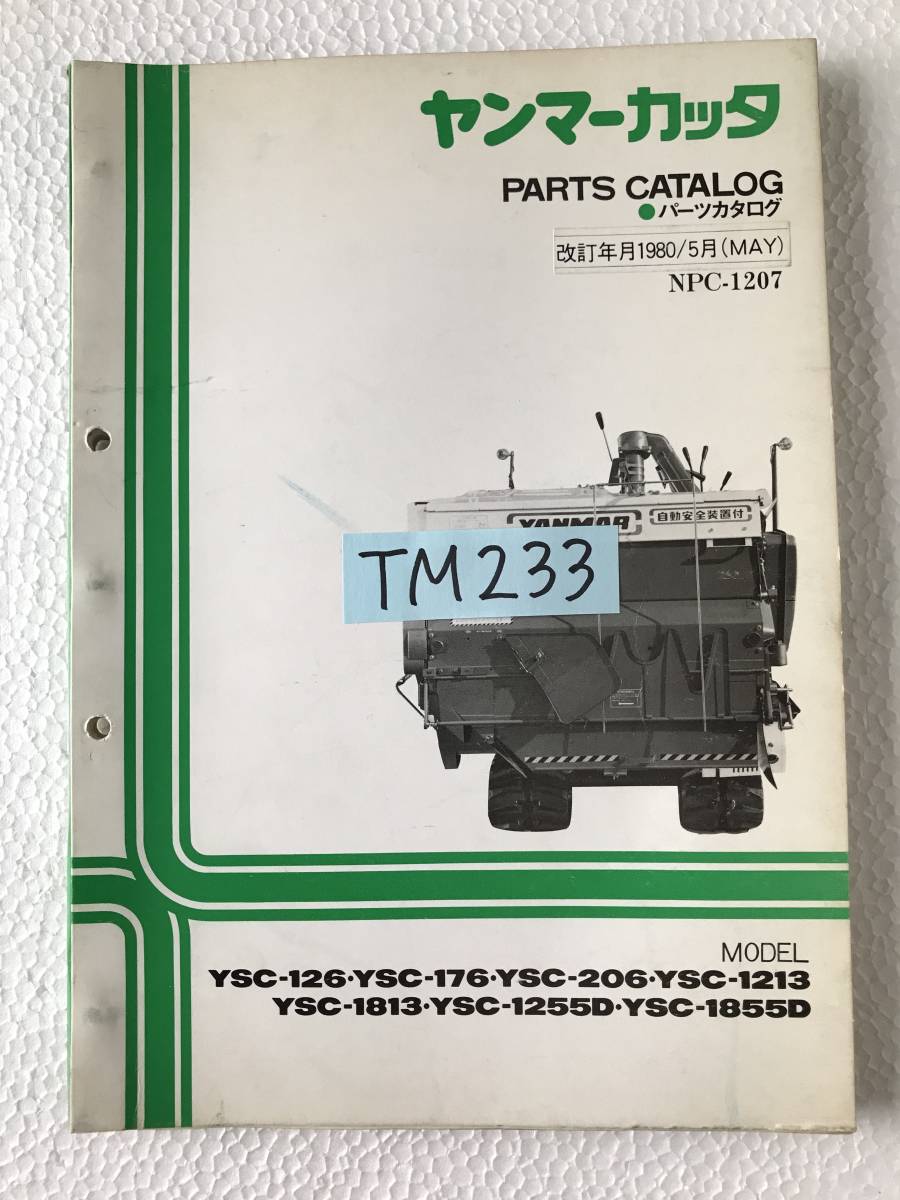 ヤンマーカッタ
PARTS CATALOG
●パーツカタログ
改訂年月1980/5月(MAY)
NPC-1207
YANMAR
自動安全装置付
TM233
MODEL
YSC-126・YSC-176・YSC-206・YSC-1213
YSC-1813・YSC-1255D・YSC-1855D